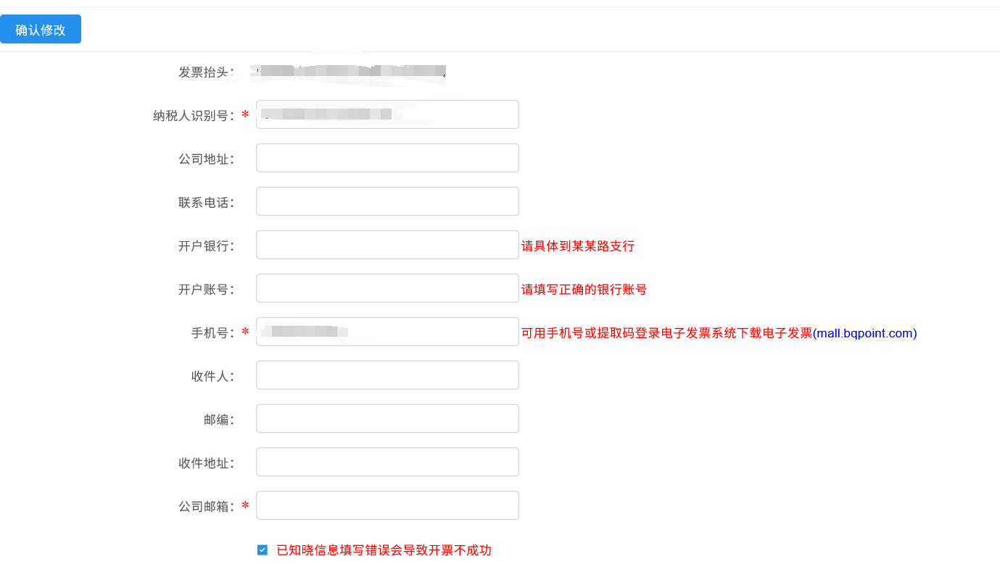 确认修改
发票抬头：
纳税人识别号：*
公司地址：
联系电话：
开户银行： 请具体到某某路支行
开户账号： 请填写正确的银行账号
手机号：* 可用手机号或提取码登录电子发票系统下载电子发票(mall.bqpoint.com)
收件人：
邮编：
收件地址：
公司邮箱：*
已知晓信息填写错误会导致开票不成功